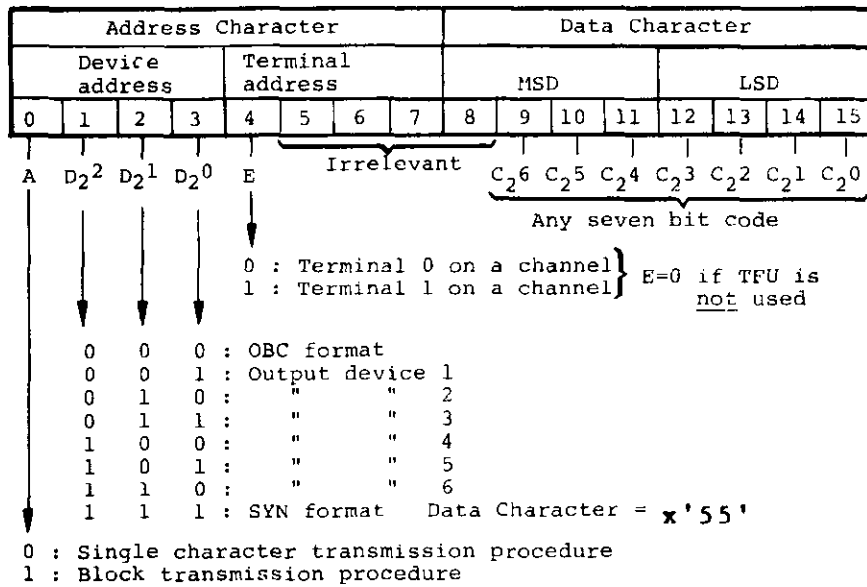 Address Character Data Character
Device address Terminal address MSD LSD
0 1 2 3 4 5 6 7 8 9 10 11 12 13 14 15
A D2² D2¹ D2⁰ E Irrelevant C2⁶ C2⁵ C2⁴ C2³ C2² C2¹ C2⁰
Any seven bit code
0 : Terminal 0 on a channel
1 : Terminal 1 on a channel
E=0 if TFU is
not used
0 0 0 : OBC format
0 0 1 : Output device 1
0 1 0 : " " 2
0 1 1 : " " 3
1 0 0 : " " 4
1 0 1 : " " 5
1 1 0 : " " 6
1 1 1 : SYN format Data Character = x'55'
0 : Single character transmission procedure
1 : Block transmission procedure